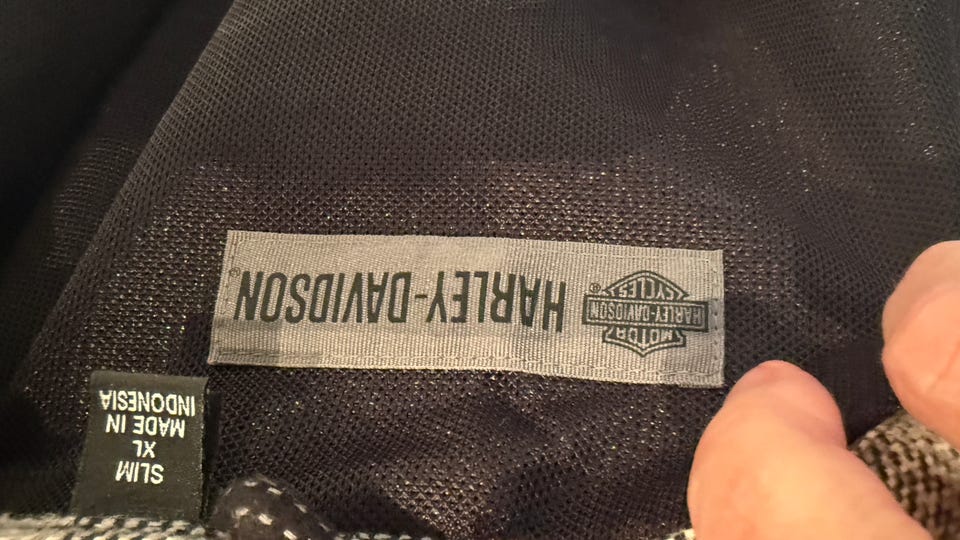 MOTOR
HARLEY-DAVIDSON
CYCLES
®
HARLEY-DAVIDSON®
SLIM
XL
MADE IN
INDONESIA